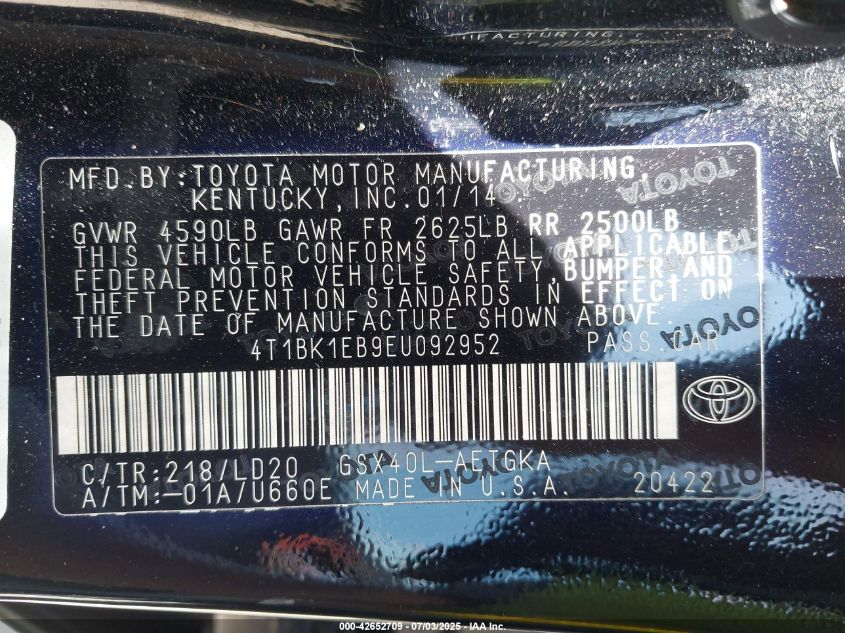 MFD. BY: TOYOTA MOTOR MANUFACTURING,
KENTUCKY, INC. 01/14
GVWR 4590LB GAWR FR 2625LB RR 2500LB
THIS VEHICLE CONFORMS TO ALL APPLICABLE
FEDERAL MOTOR VEHICLE SAFETY, BUMPER, AND
THEFT PREVENTION STANDARDS IN EFFECT ON
THE DATE OF MANUFACTURE SHOWN ABOVE.
4T1BK1EB9EU092952 PASS. CAR
C/TR: 218/LD20 GSX40L-AETGKA
A/TM: -01A/U660E MADE IN U.S.A. 20422
000-42652709 - 07/03/2025 - IAA Inc.